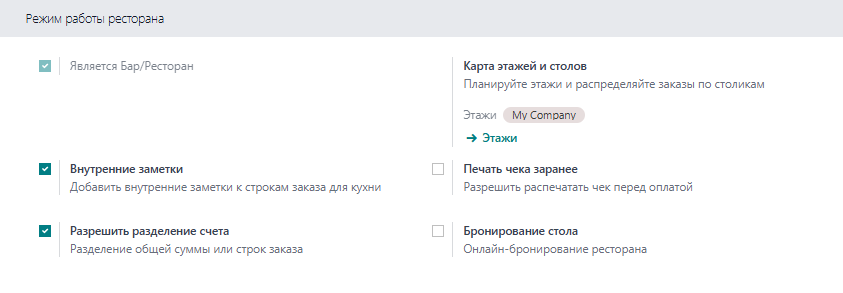 Режим работы ресторана
Является Бар/Ресторан
Карта этажей и столов
Планируйте этажи и распределяйте заказы по столикам
Этажи My Company
Этажи
Внутренние заметки
Добавить внутренние заметки к строкам заказа для кухни
Печать чека заранее
Разрешить распечатать чек перед оплатой
Разрешить разделение счета
Разделение общей суммы или строк заказа
Бронирование стола
Онлайн-бронирование ресторана